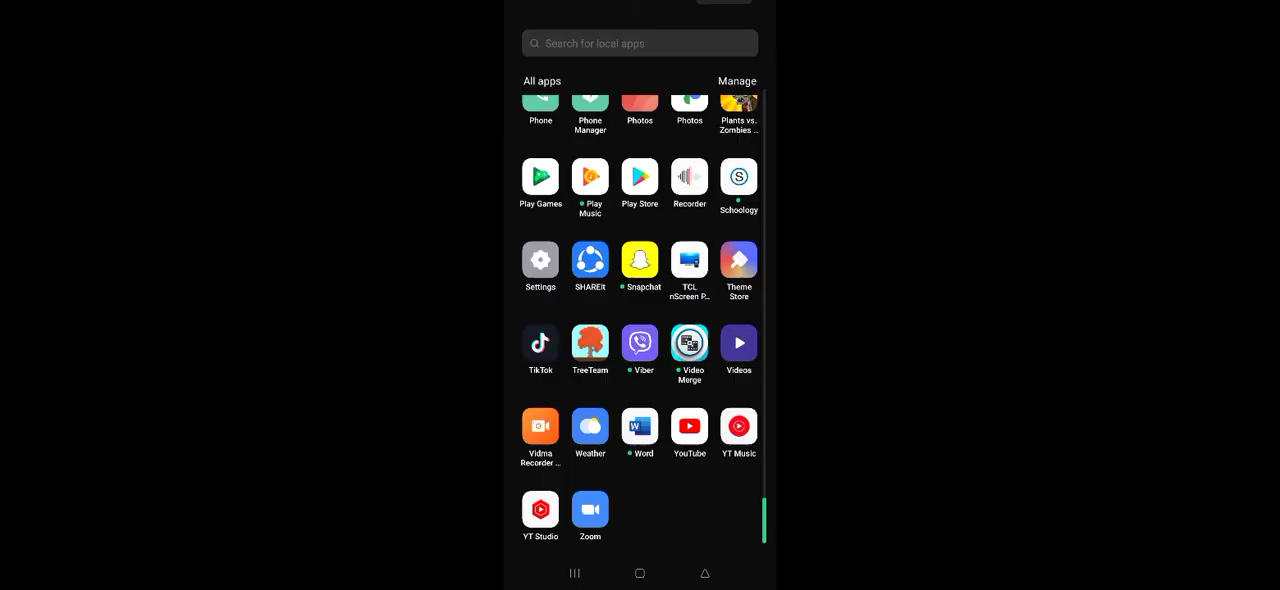 Search for local apps
All apps
Manage
Phone
Phone Manager
Photos
Photos
Plants vs. Zombies ...
Play Games
Play Music
Play Store
Recorder
Schoology
Settings
SHAREit
Snapchat
TCL nScreen P...
Theme Store
TikTok
TreeTeam
Viber
Video Merge
Videos
Vidma Recorder ...
Weather
Word
YouTube
YT Music
YT Studio
Zoom